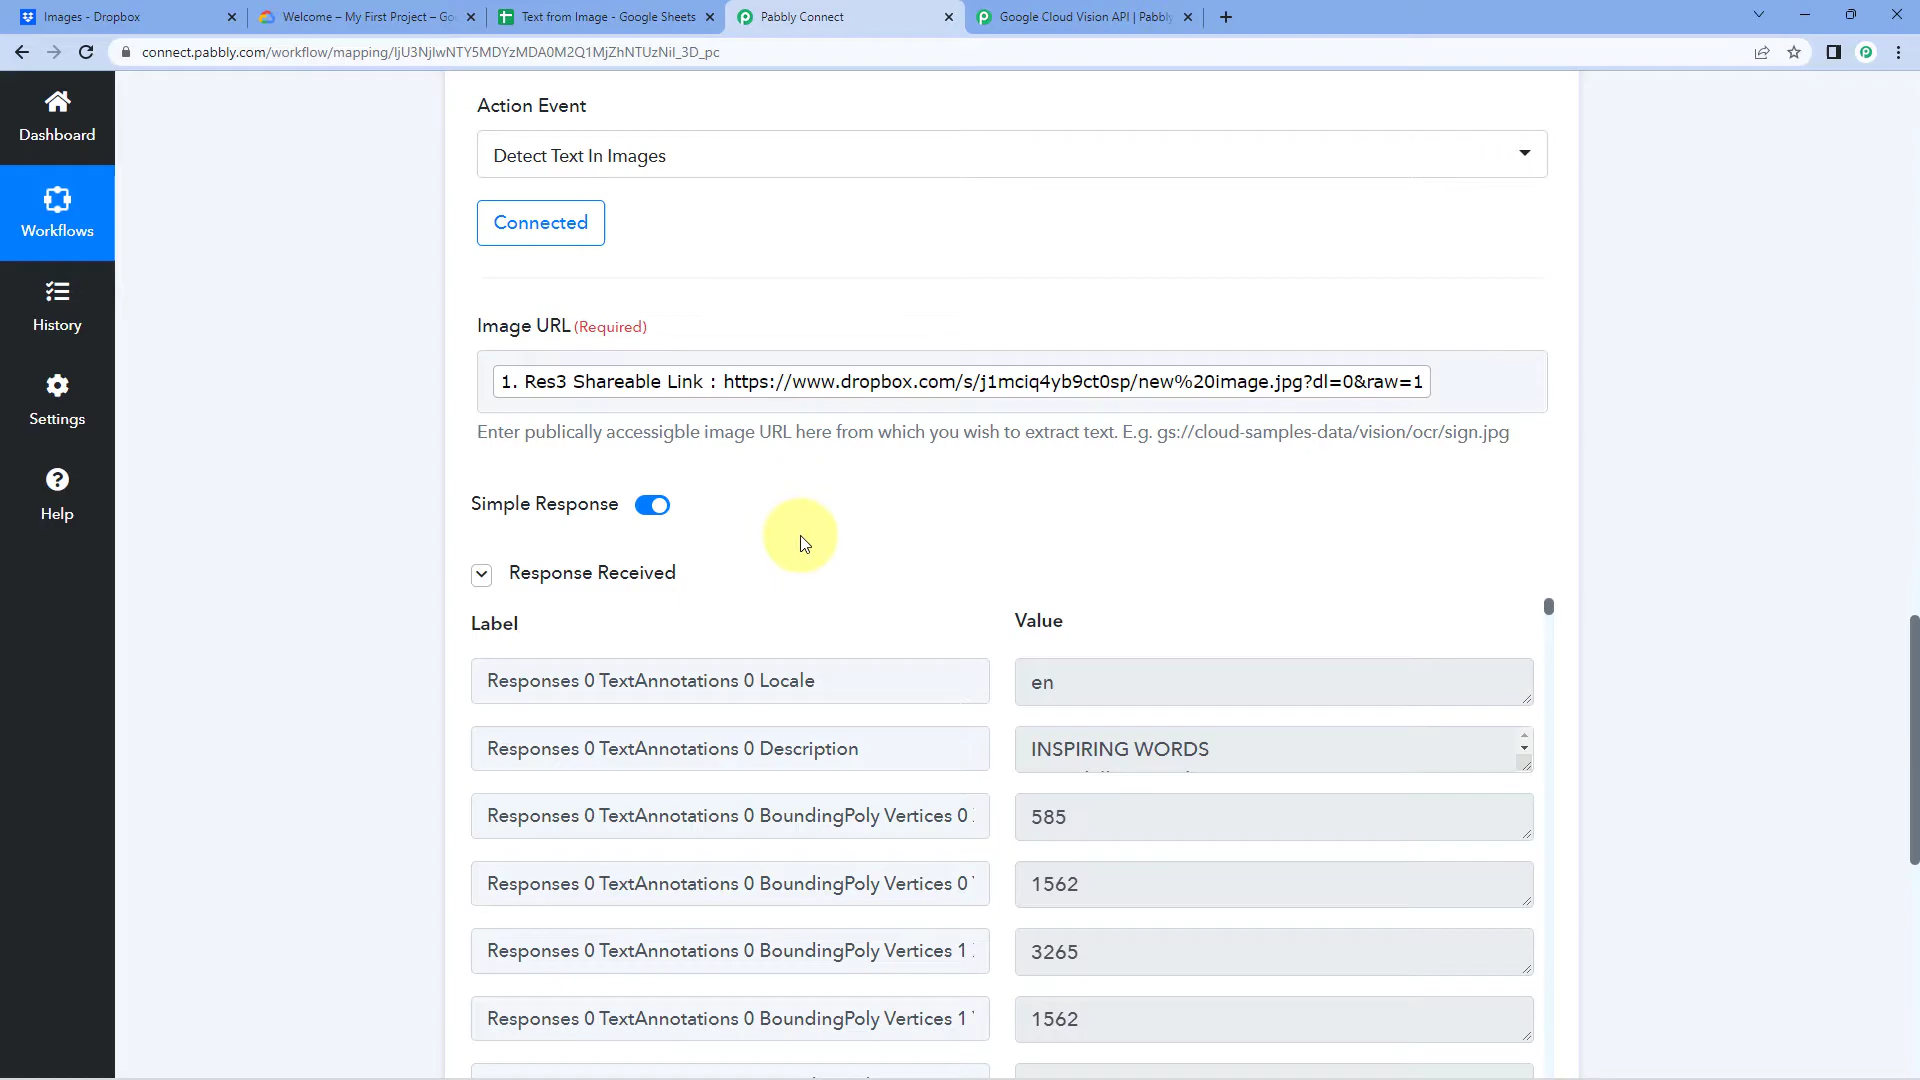 Images - Dropbox
Welcome – My First Project – Go
Text from Image - Google Sheets
Pabbly Connect
Google Cloud Vision API | Pabbly
connect.pabbly.com/workflow/mapping/IjU3NjIwNTY5MDYzMDA0M2Q1MjZhNTUzNiI_3D_pc
Dashboard
Workflows
History
Settings
Help
Action Event
Detect Text In Images
Connected
Image URL (Required)
1. Res3 Shareable Link : https://www.dropbox.com/s/j1mciq4yb9ct0sp/new%20image.jpg?dl=0&raw=1
Enter publically accessigble image URL here from which you wish to extract text. E.g. gs://cloud-samples-data/vision/ocr/sign.jpg
Simple Response
Response Received
Label
Value
Responses 0 TextAnnotations 0 Locale
en
Responses 0 TextAnnotations 0 Description
INSPIRING WORDS
Responses 0 TextAnnotations 0 BoundingPoly Vertices 0
585
Responses 0 TextAnnotations 0 BoundingPoly Vertices 0
1562
Responses 0 TextAnnotations 0 BoundingPoly Vertices 1
3265
Responses 0 TextAnnotations 0 BoundingPoly Vertices 1
1562